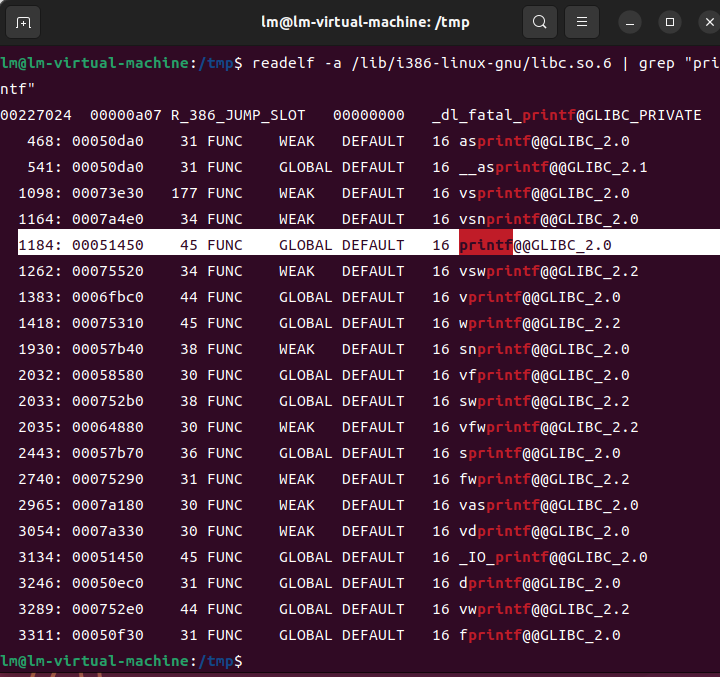 lm@lm-virtual-machine: /tmp
lm@lm-virtual-machine:/tmp$ readelf -a /lib/i386-linux-gnu/libc.so.6 | grep "pri
ntf"
00227024  00000a07 R_386_JUMP_SLOT   00000000   _dl_fatal_printf@GLIBC_PRIVATE
   468: 00050da0    31 FUNC    WEAK   DEFAULT   16 asprintf@@GLIBC_2.0
   541: 00050da0    31 FUNC    GLOBAL DEFAULT   16 __asprintf@@GLIBC_2.1
  1098: 00073e30   177 FUNC    WEAK   DEFAULT   16 vsprintf@@GLIBC_2.0
  1164: 0007a4e0    34 FUNC    WEAK   DEFAULT   16 vsnprintf@@GLIBC_2.0
  1184: 00051450    45 FUNC    GLOBAL DEFAULT   16 printf@@GLIBC_2.0
  1262: 00075520    34 FUNC    WEAK   DEFAULT   16 vswprintf@@GLIBC_2.2
  1383: 0006fbc0    44 FUNC    GLOBAL DEFAULT   16 vprintf@@GLIBC_2.0
  1418: 00075310    45 FUNC    GLOBAL DEFAULT   16 wprintf@@GLIBC_2.2
  1930: 00057b40    38 FUNC    WEAK   DEFAULT   16 snprintf@@GLIBC_2.0
  2032: 00058580    30 FUNC    GLOBAL DEFAULT   16 vfprintf@@GLIBC_2.0
  2033: 000752b0    38 FUNC    GLOBAL DEFAULT   16 swprintf@@GLIBC_2.2
  2035: 00064880    30 FUNC    WEAK   DEFAULT   16 vfwprintf@@GLIBC_2.2
  2443: 00057b70    36 FUNC    GLOBAL DEFAULT   16 sprintf@@GLIBC_2.0
  2740: 00075290    31 FUNC    WEAK   DEFAULT   16 fwprintf@@GLIBC_2.2
  2965: 0007a180    30 FUNC    WEAK   DEFAULT   16 vasprintf@@GLIBC_2.0
  3054: 0007a330    30 FUNC    WEAK   DEFAULT   16 vdprintf@@GLIBC_2.0
  3134: 00051450    45 FUNC    GLOBAL DEFAULT   16 _IO_printf@@GLIBC_2.0
  3246: 00050ec0    31 FUNC    GLOBAL DEFAULT   16 dprintf@@GLIBC_2.0
  3289: 000752e0    44 FUNC    GLOBAL DEFAULT   16 vwprintf@@GLIBC_2.2
  3311: 00050f30    31 FUNC    GLOBAL DEFAULT   16 fprintf@@GLIBC_2.0
lm@lm-virtual-machine:/tmp$